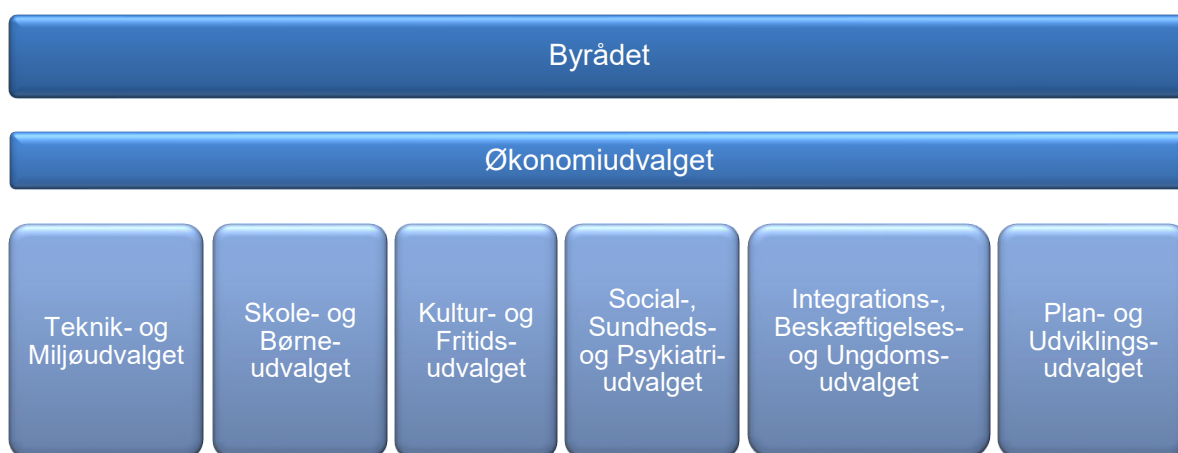 Byrådet
Økonomiudvalget
Teknik- og
Miljøudvalget
Skole- og
Børne-
udvalget
Kultur- og
Fritids-
udvalget
Social-,
Sundheds-
og Psykiatri-
udvalget
Integrations-,
Beskæftigelses-
og Ungdoms-
udvalget
Plan- og
Udviklings-
udvalget